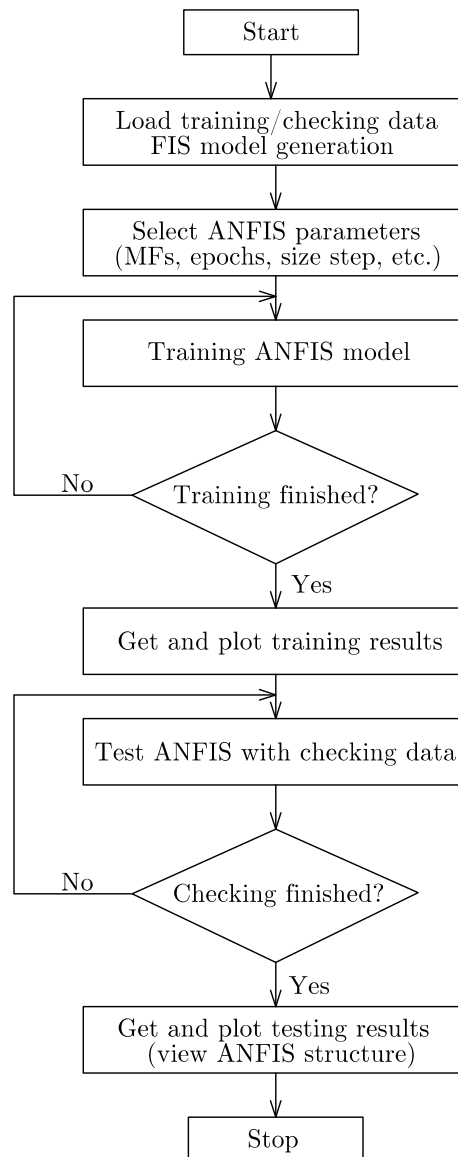 Start
Load training/checking data
FIS model generation
Select ANFIS parameters
(MFs, epochs, size step, etc.)
Training ANFIS model
No
Training finished?
Yes
Get and plot training results
Test ANFIS with checking data
No
Checking finished?
Yes
Get and plot testing results
(view ANFIS structure)
Stop